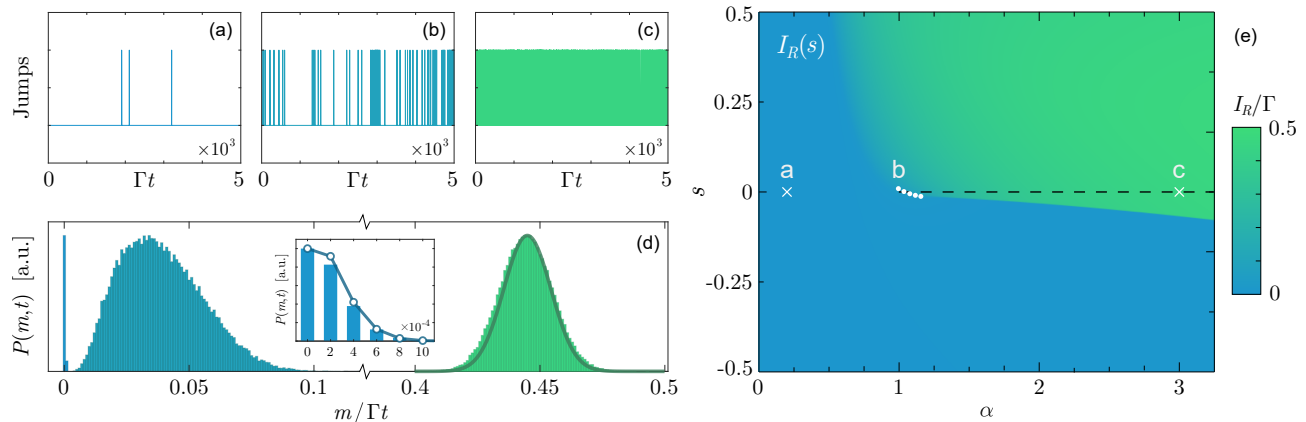 (a)
(b)
(c)
Jumps
×10³
×10³
×10³
0
5
0
5
0
5
Γt
Γt
Γt
P(m,t) [a.u.]
(d)
P(m,t) [a.u.]
×10⁻⁴
0 2 4 6 8 10
0
0.05
0.1
0.4
0.45
0.5
m/Γt
0.5
0.25
0
-0.25
-0.5
s
I_R(s)
a
b
c
0
1
2
3
α
(e)
I_R/Γ
0.5
0